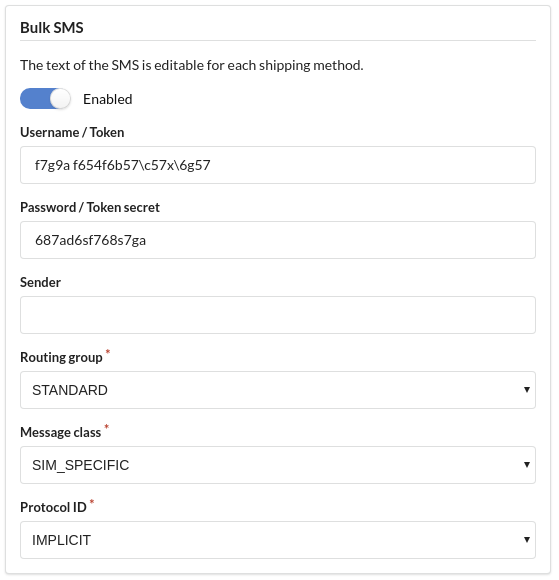 Bulk SMS
The text of the SMS is editable for each shipping method.
Enabled
Username / Token
f7g9a f654f6b57\c57x\6g57
Password / Token secret
687ad6sf768s7ga
Sender
Routing group *
STANDARD
Message class *
SIM_SPECIFIC
Protocol ID *
IMPLICIT